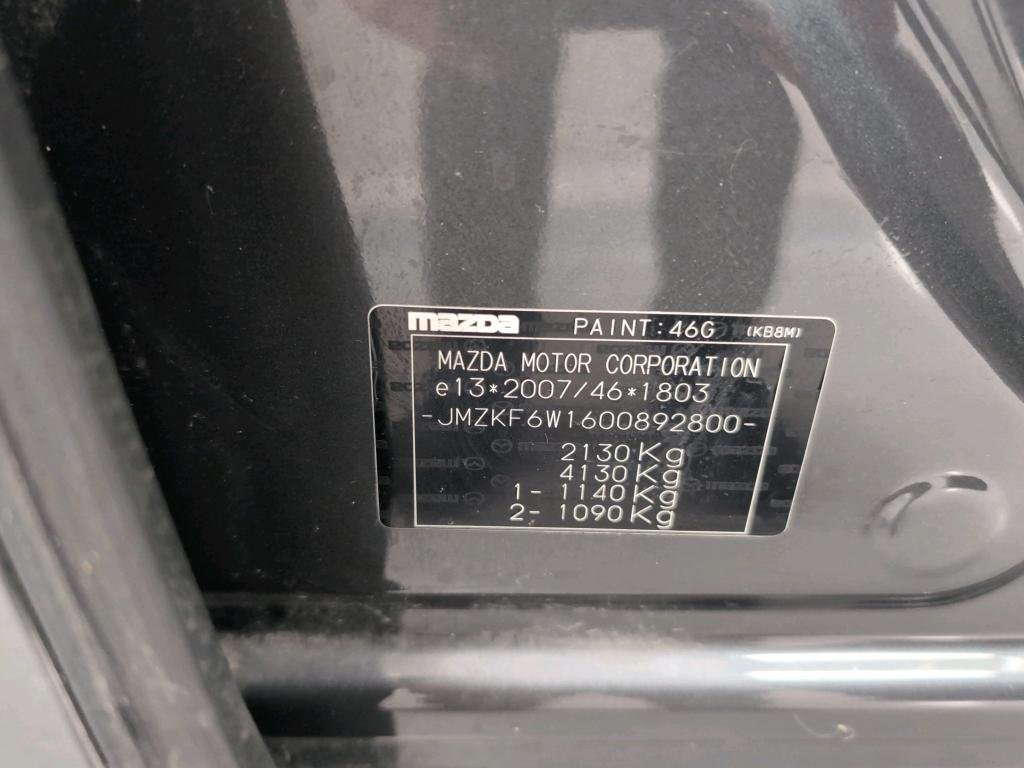 mazda PAINT:46G (KB8M)
MAZDA MOTOR CORPORATION
e13*2007/46*1803
-JMZKF6W1600892800-
2130Kg
4130Kg
1- 1140Kg
2- 1090Kg